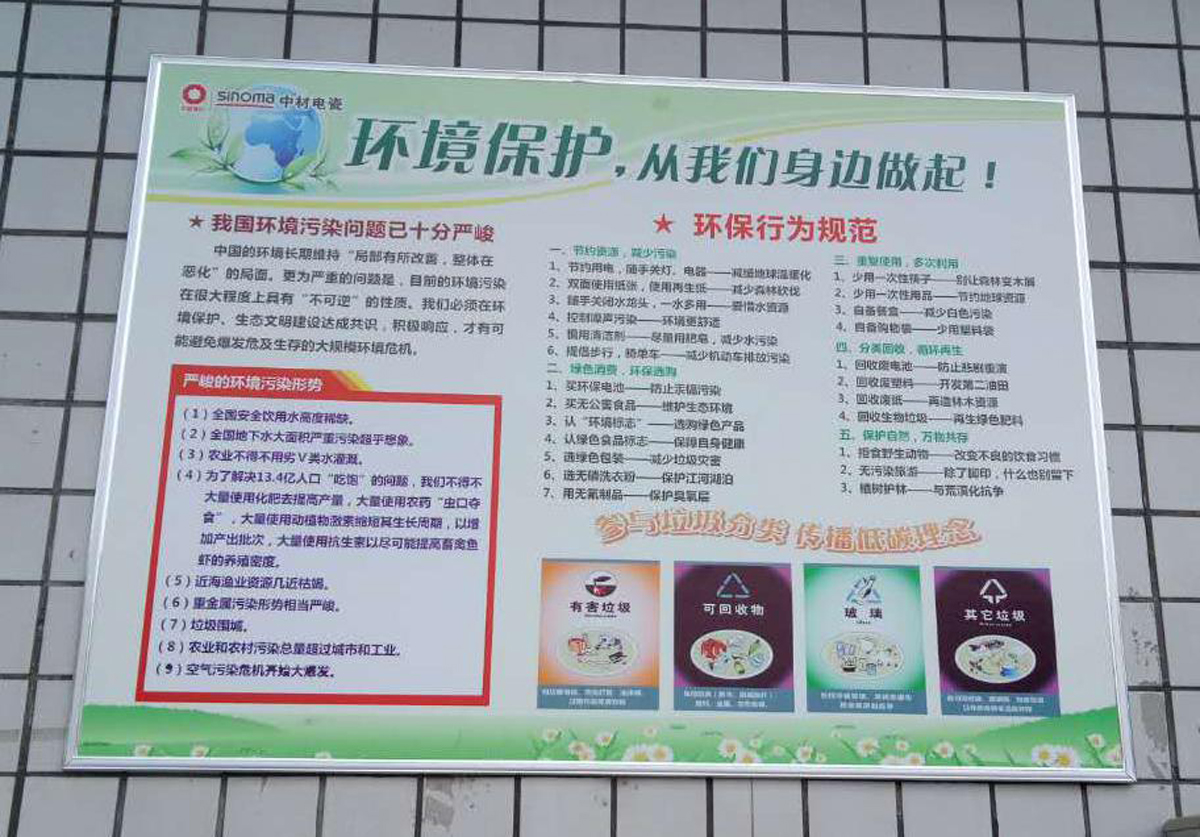 sinoma 中材电瓷
环境保护,从我们身边做起!
★ 我国环境污染问题已十分严峻
中国的环境长期维持“局部有所改善，整体在
恶化”的局面。更为严重的问题是，目前的环境污染
在很大程度上具有“不可逆”的性质。我们必须在环
境保护、生态文明建设达成共识，积极响应，才有可
能避免爆发危及生存的大规模环境危机。
严峻的环境污染形势
（1）全国安全饮用水高度稀缺。
（2）全国地下水大面积严重污染超乎想象。
（3）农业不得不用劣Ⅴ类水灌溉。
（4）为了解决13.4亿人口“吃饱”的问题，我们不得不
大量使用化肥去提高产量，大量使用农药“虫口夺
食”，大量使用动植物激素缩短其生长周期，以增
加产出批次，大量使用抗生素以尽可能提高畜禽鱼
虾的养殖密度。
（5）近海渔业资源几近枯竭。
（6）重金属污染形势相当严峻。
（7）垃圾围城。
（8）农业和农村污染总量超过城市和工业。
（9）空气污染危机开始大爆发。
★ 环保行为规范
一、节约资源，减少污染
1、节约用电，随手关灯、电器——减缓地球温暖化
2、双面使用纸张，使用再生纸——减少森林砍伐
3、随手关闭水龙头，一水多用——爱惜水资源
4、控制噪声污染——环境更舒适
5、慎用清洁剂——尽量用肥皂，减少水污染
6、提倡步行，骑单车——减少机动车排放污染
二、绿色消费，环保选购
1、买环保电池——防止汞镉污染
2、买无公害食品——维护生态环境
3、认“环境标志”——选购绿色产品
4、认绿色食品标志——保障自身健康
5、选绿色包装——减少垃圾灾害
6、选无磷洗衣粉——保护江河湖泊
7、用无氟制品——保护臭氧层
三、重复使用，多次利用
1、少用一次性筷子——别让森林变木屑
2、少用一次性用品——节约地球资源
3、自备餐盒——减少白色污染
4、自备购物袋——少用塑料袋
四、分类回收，循环再生
1、回收废电池——防止悲剧重演
2、回收废塑料——开发第二油田
3、回收废纸——再造林木资源
4、回收生物垃圾——再生绿色肥料
五、保护自然，万物共存
1、拒食野生动物——改变不良的饮食习惯
2、无污染旅游——除了脚印，什么也别留下
3、植树护林——与荒漠化抗争
参与垃圾分类 传播低碳理念
有害垃圾
可回收物
玻璃
其它垃圾